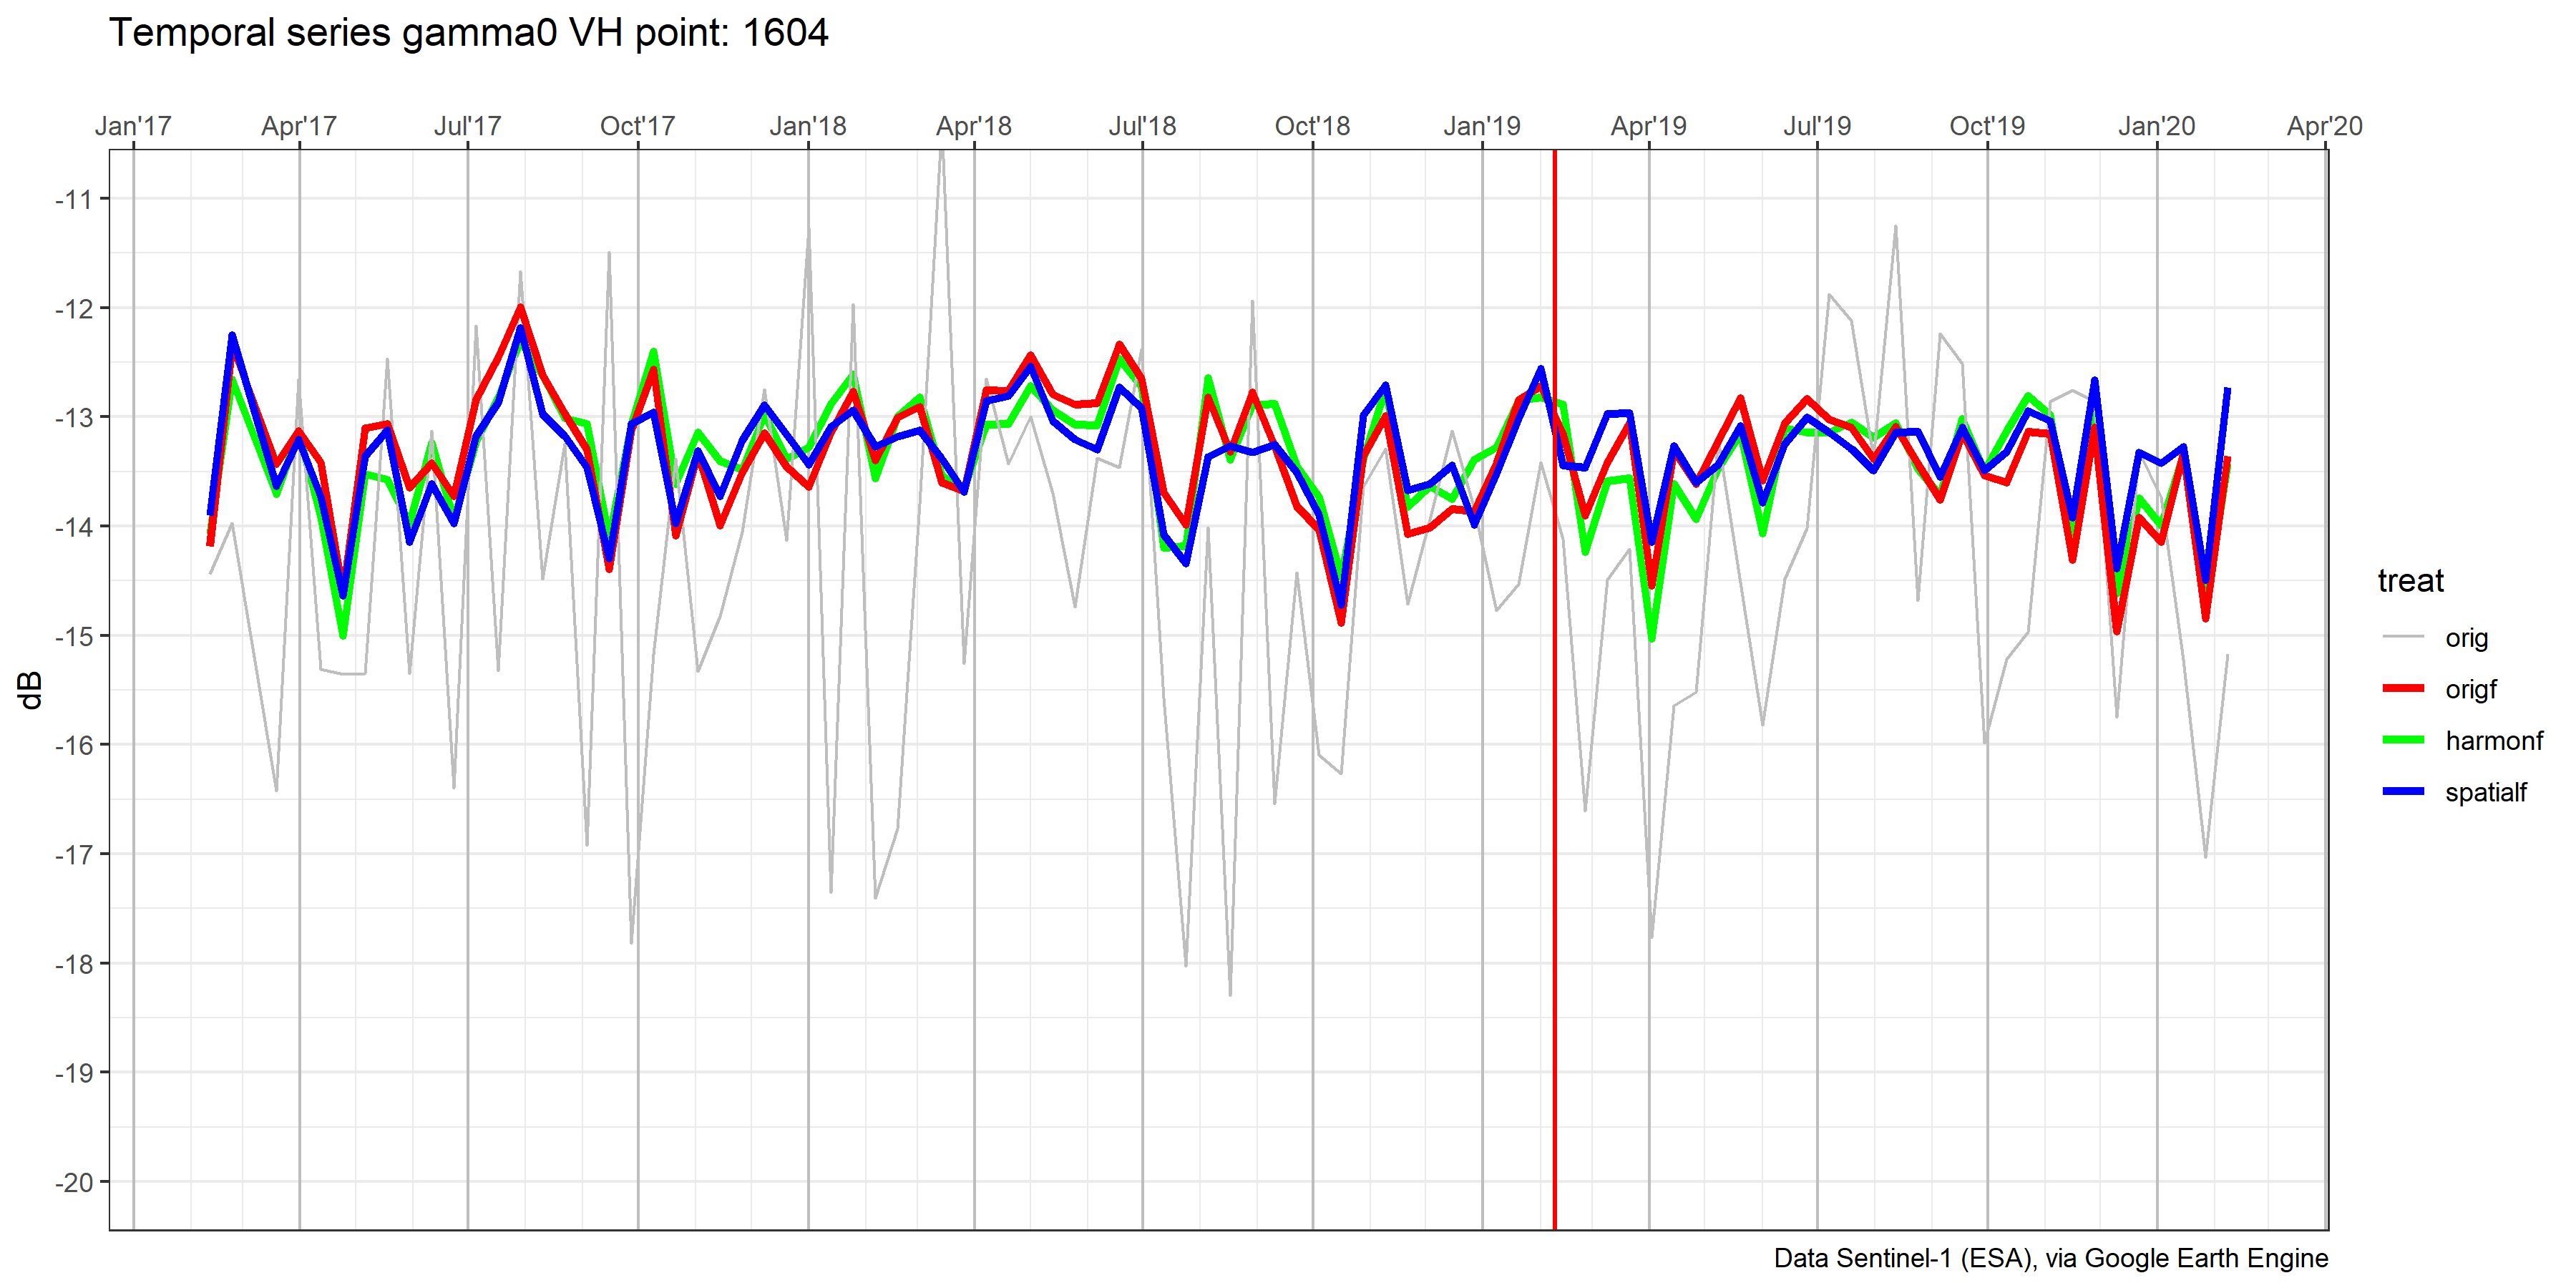 Temporal series gamma0 VH point: 1604
Jan'17 Apr'17 Jul'17 Oct'17 Jan'18 Apr'18 Jul'18 Oct'18 Jan'19 Apr'19 Jul'19 Oct'19 Jan'20 Apr'20
-11
-12
-13
-14
-15
-16
-17
-18
-19
-20
dB
treat
orig
origf
harmonf
spatialf
Data Sentinel-1 (ESA), via Google Earth Engine